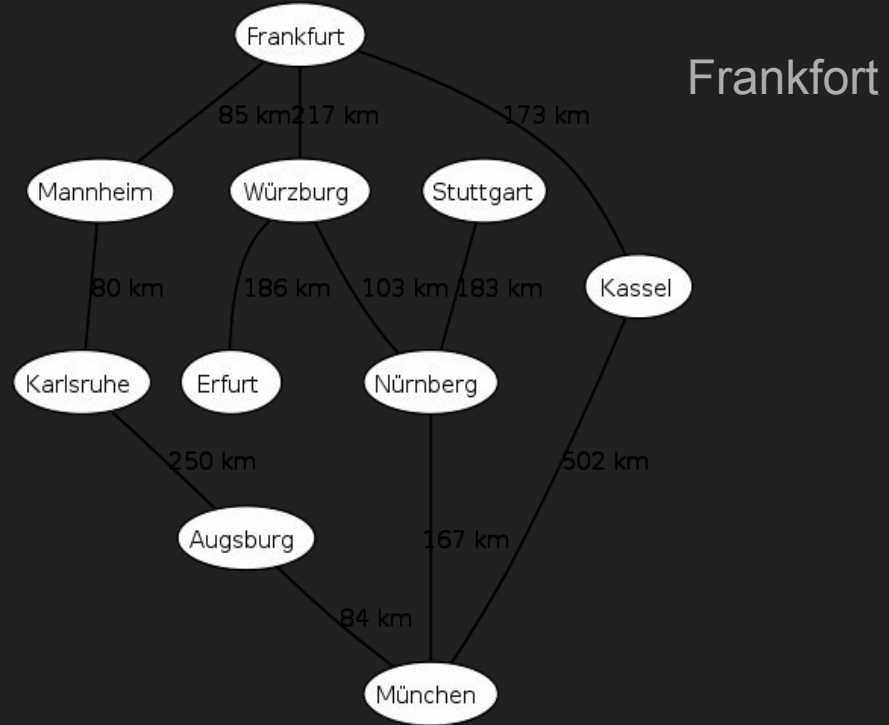 Frankfurt
Frankfort
85 km 217 km 173 km
Mannheim Würzburg Stuttgart
80 km 186 km 103 km 183 km Kassel
Karlsruhe Erfurt Nürnberg
250 km 502 km
Augsburg 167 km
84 km
München